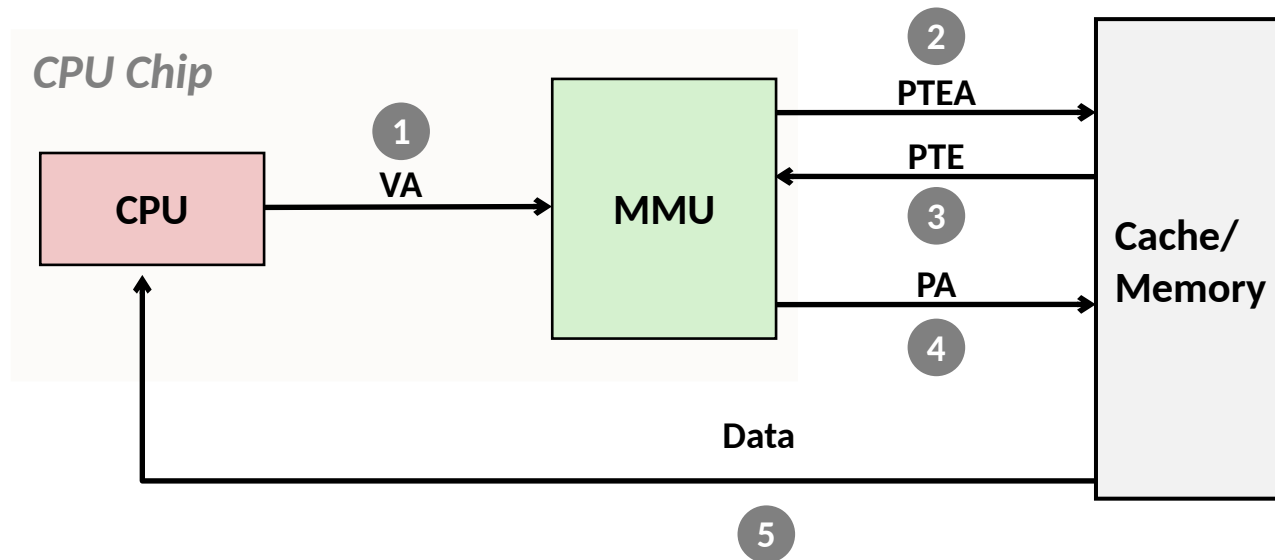 CPU Chip
2
PTEA
1
VA
CPU
MMU
PTE
3
Cache/
Memory
PA
4
Data
5